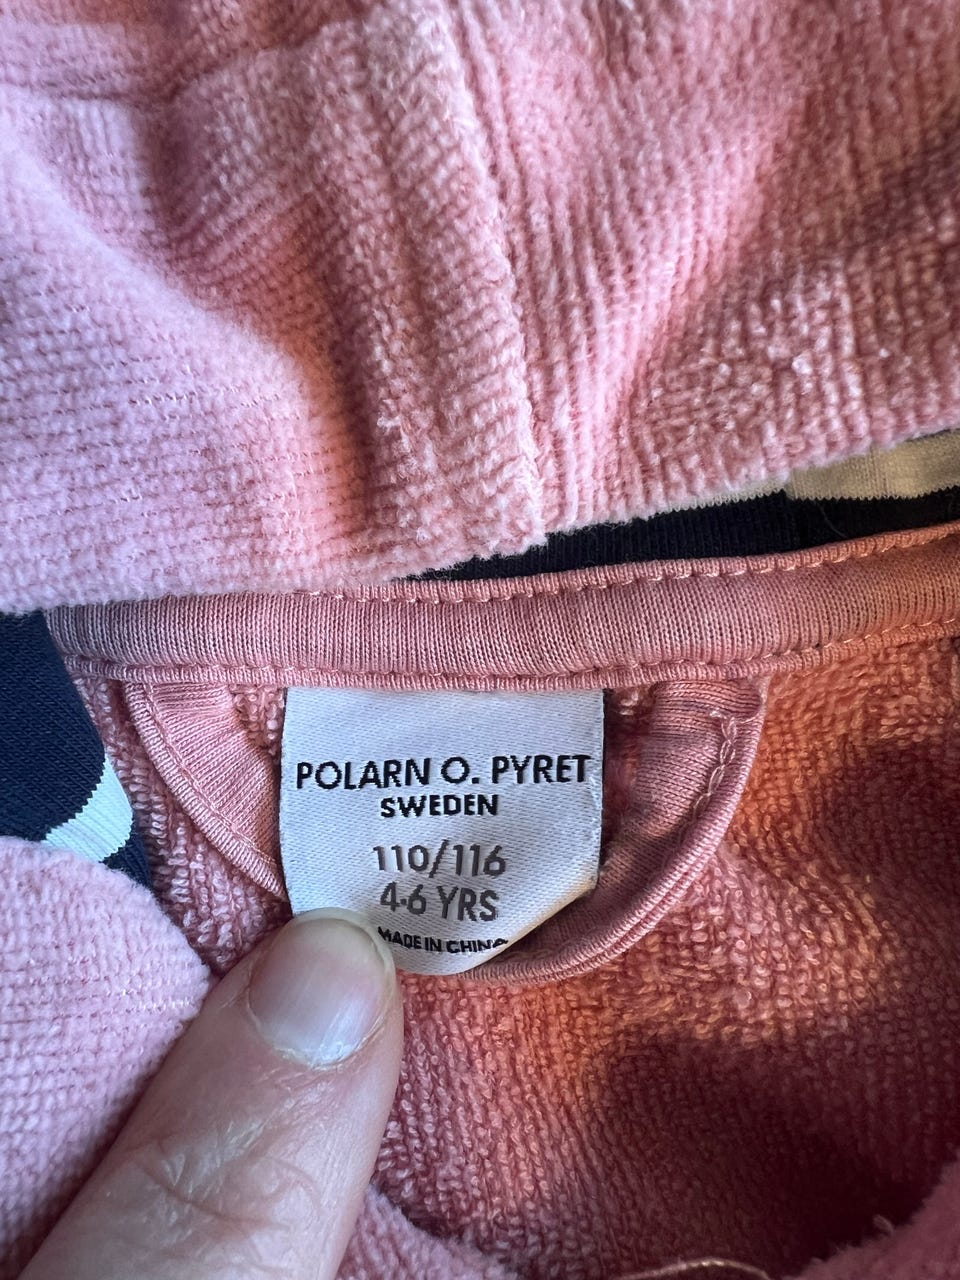 POLARN O. PYRET
SWEDEN
110/116
4-6 YRS
MADE IN CHINA